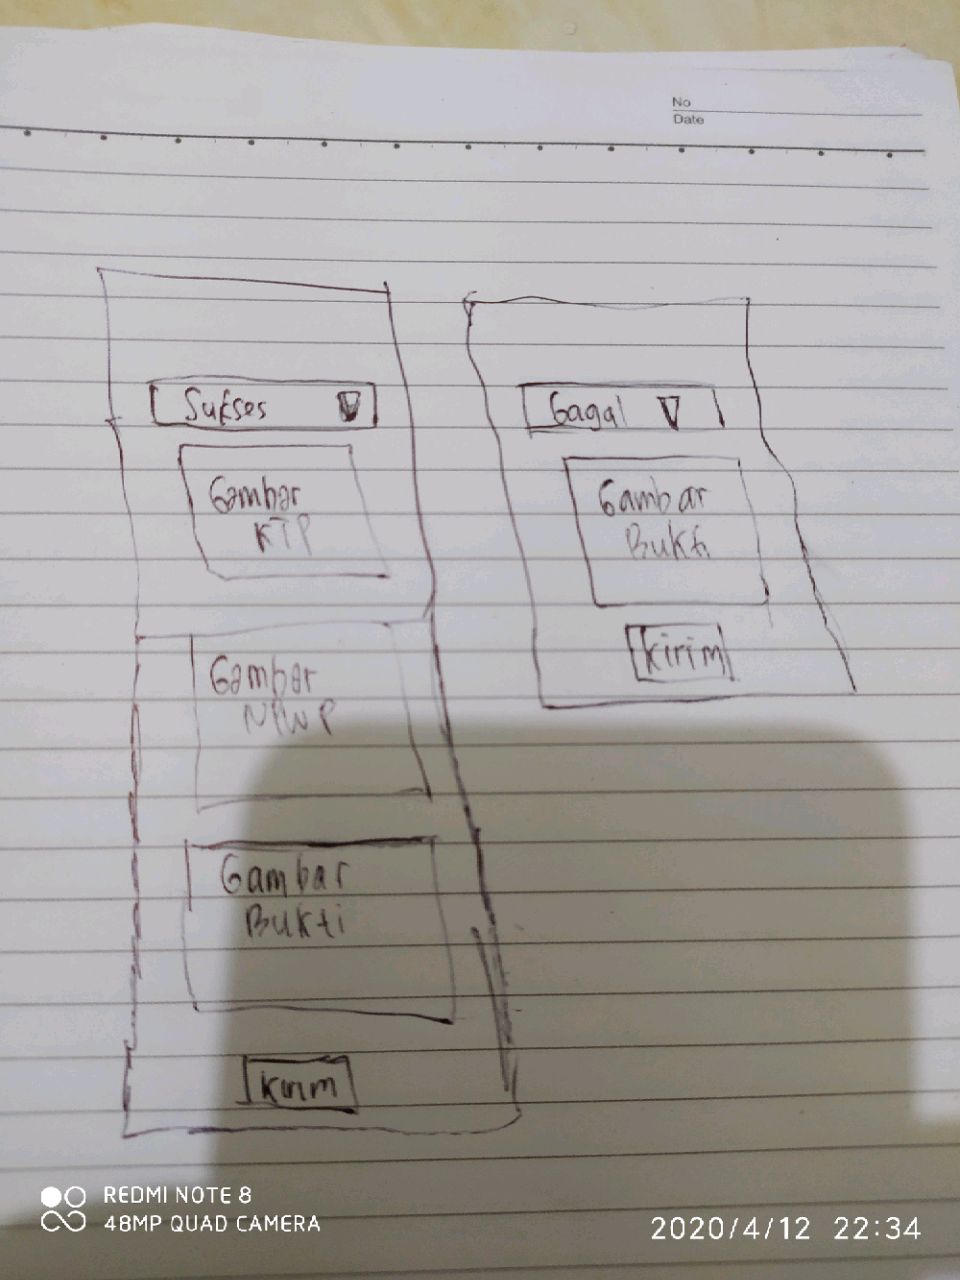 No
Date
Sukses
Gambar
KTP
Gambar
NPWP
Gambar
Bukti
Kirim
Gagal
Gambar
Bukti
Kirim
REDMI NOTE 8
48MP QUAD CAMERA
2020/4/12 22:34